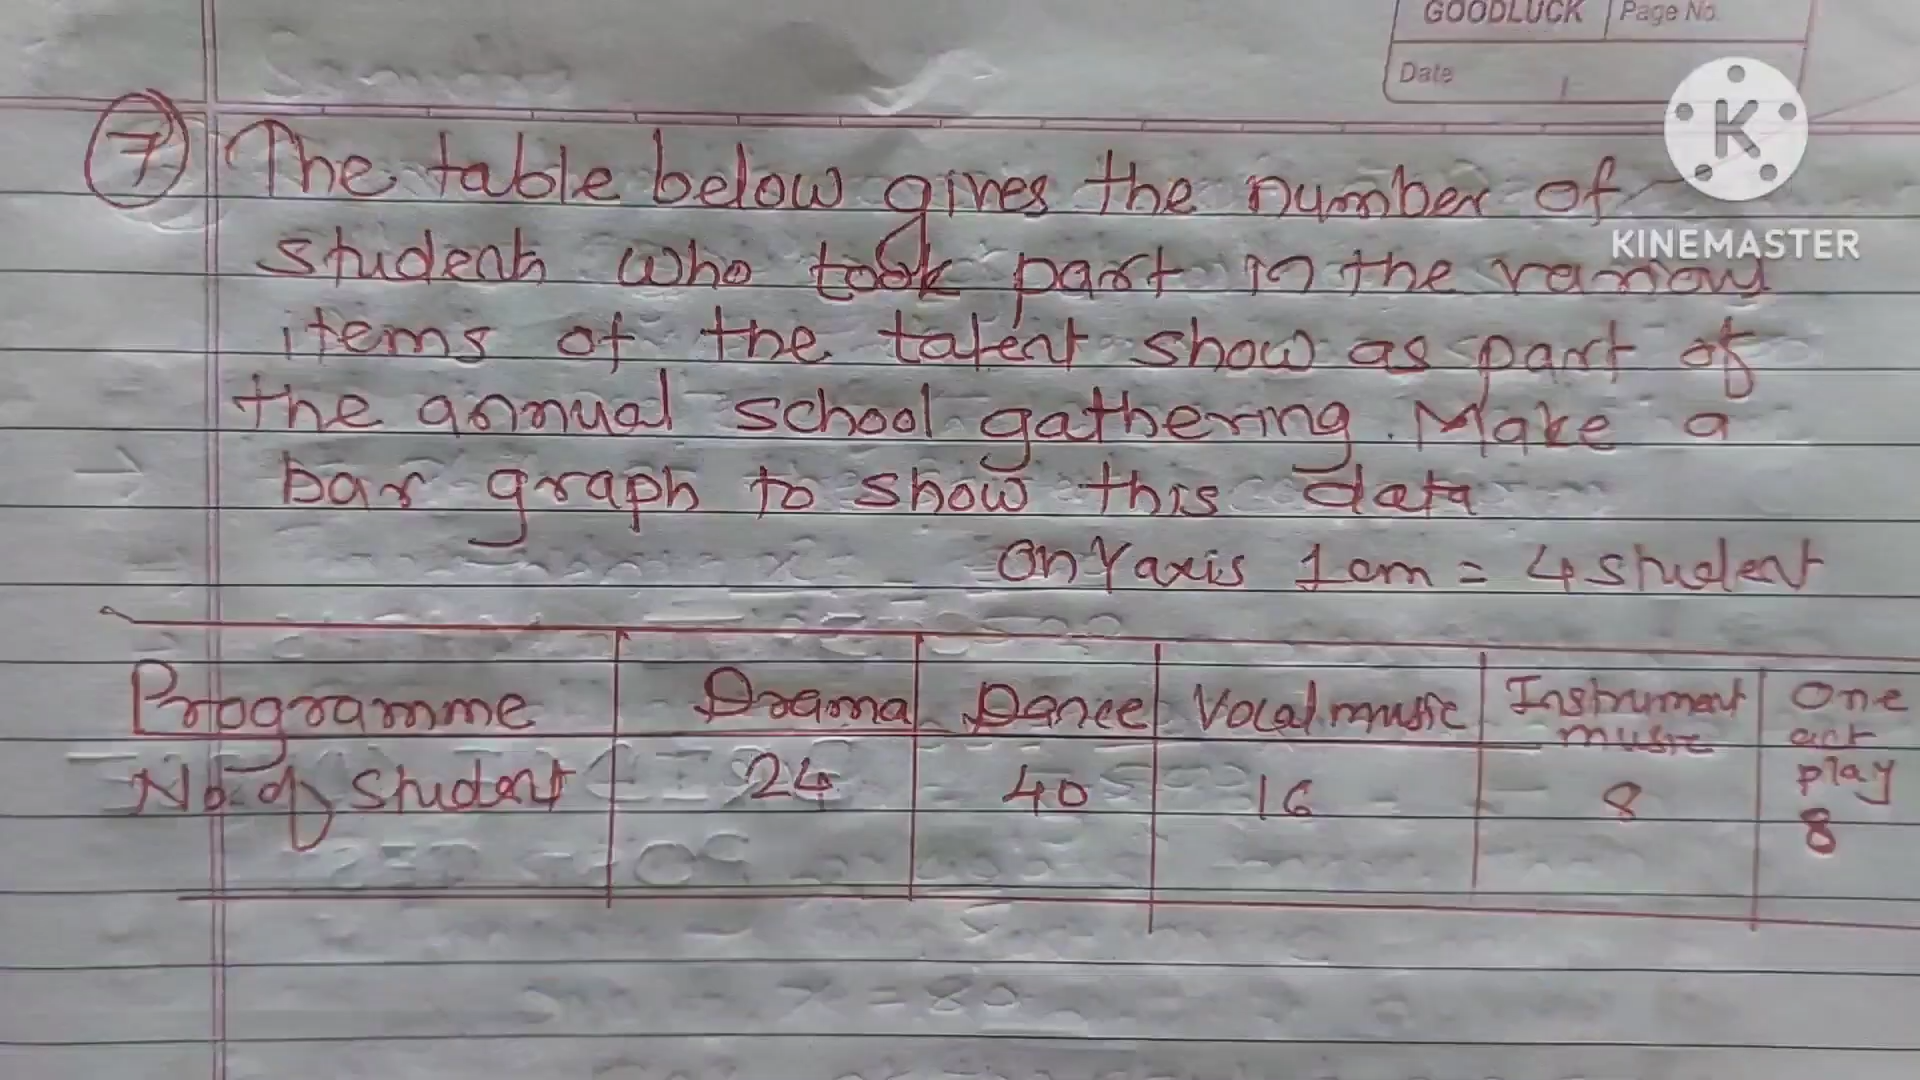 GOODLUCK Page No.
Date
K
KINEMASTER
7 The table below gives the number of
students who took part in the various
items of the talent show as part of
the annual school gathering. Make a
bar graph to show this data
On Y axis 1 cm = 4 student
Programme Drama Dance Vocal music Instrument music One act play
No. of student 24 40 16 8 8
x = 80